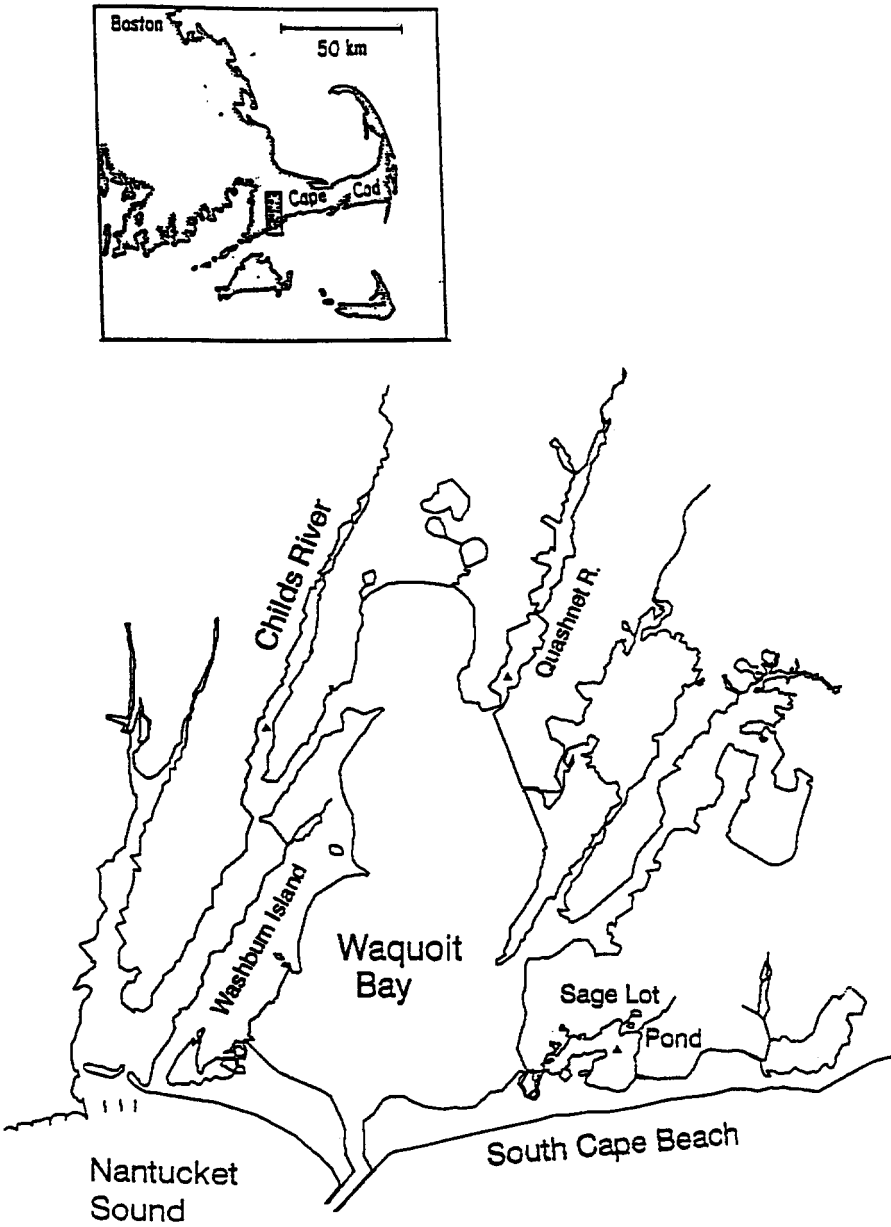 Boston
50 km
Cape Cod
Childs River
Quashnet R.
Washburn Island
Waquoit
Bay
Sage Lot
Pond
South Cape Beach
Nantucket
Sound